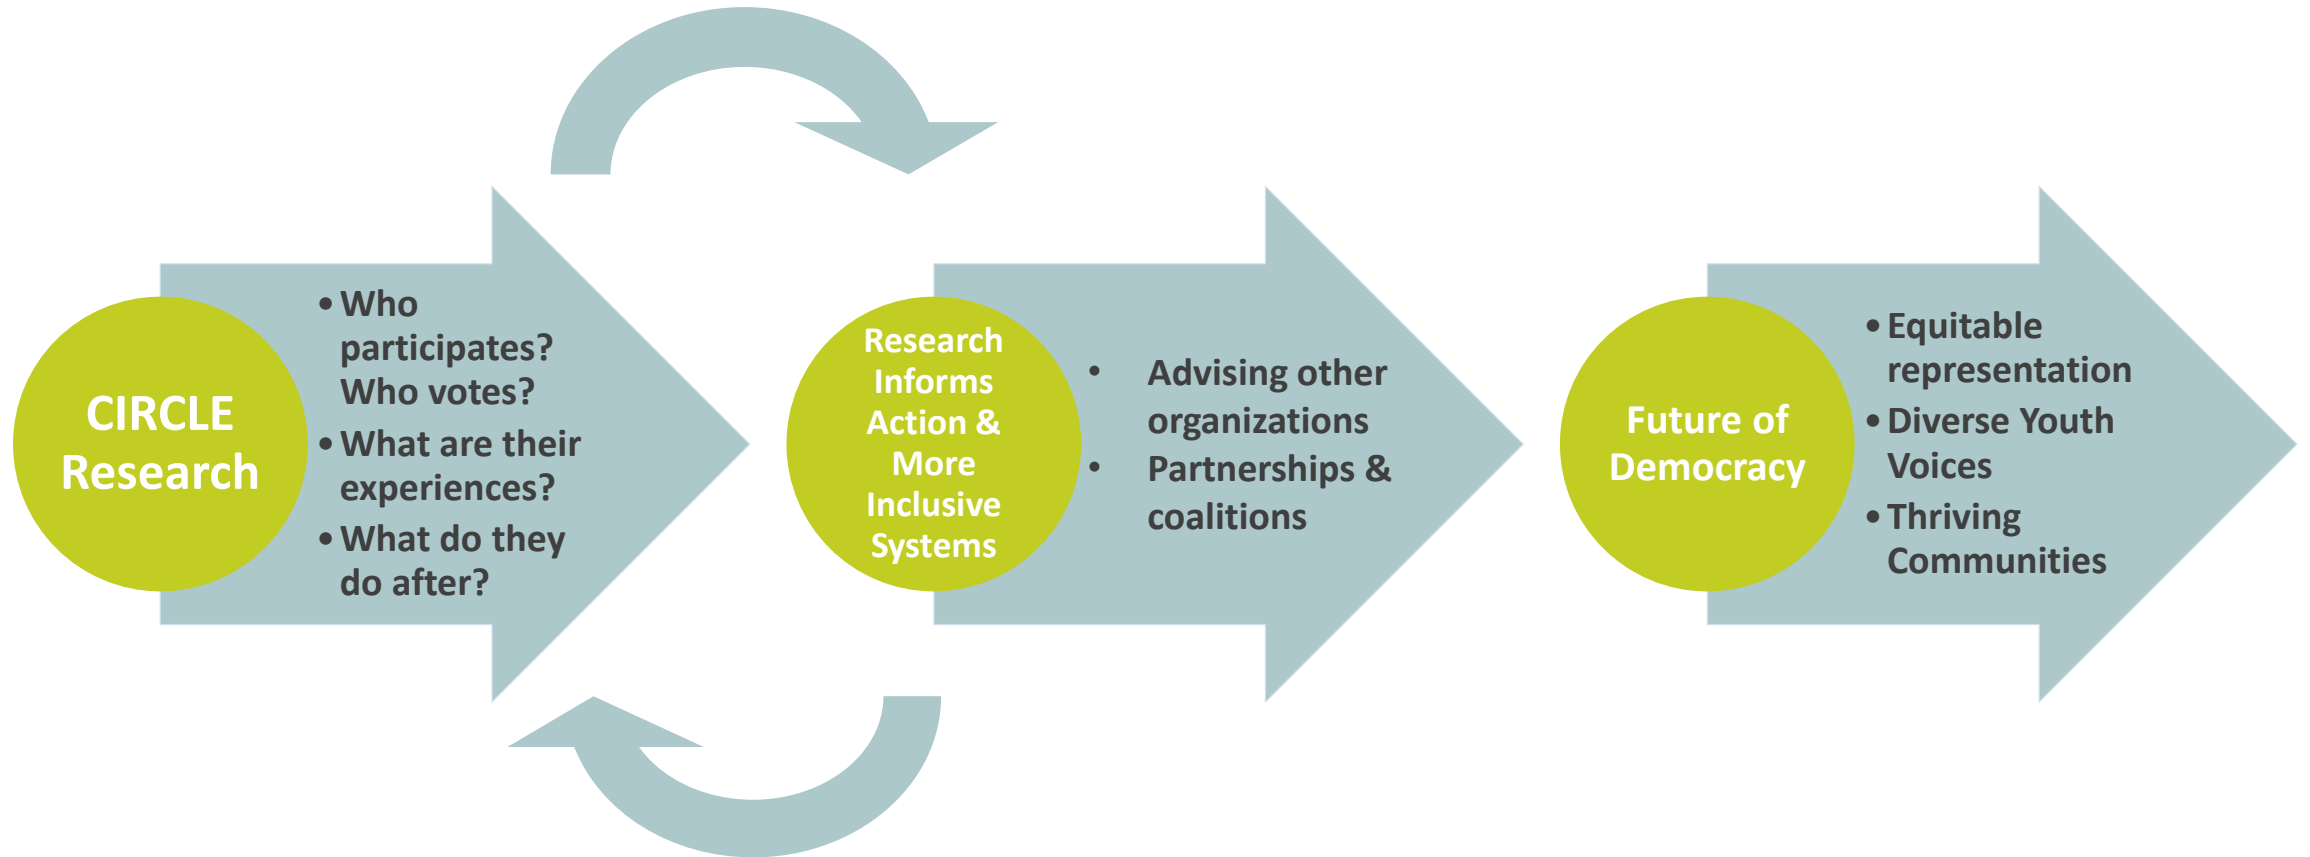 CIRCLE
Research
• Who
participates?
Who votes?
• What are their
experiences?
• What do they
do after?
Research
Informs
Action &
More
Inclusive
Systems
• Advising other
organizations
• Partnerships &
coalitions
Future of
Democracy
• Equitable
representation
• Diverse Youth
Voices
• Thriving
Communities